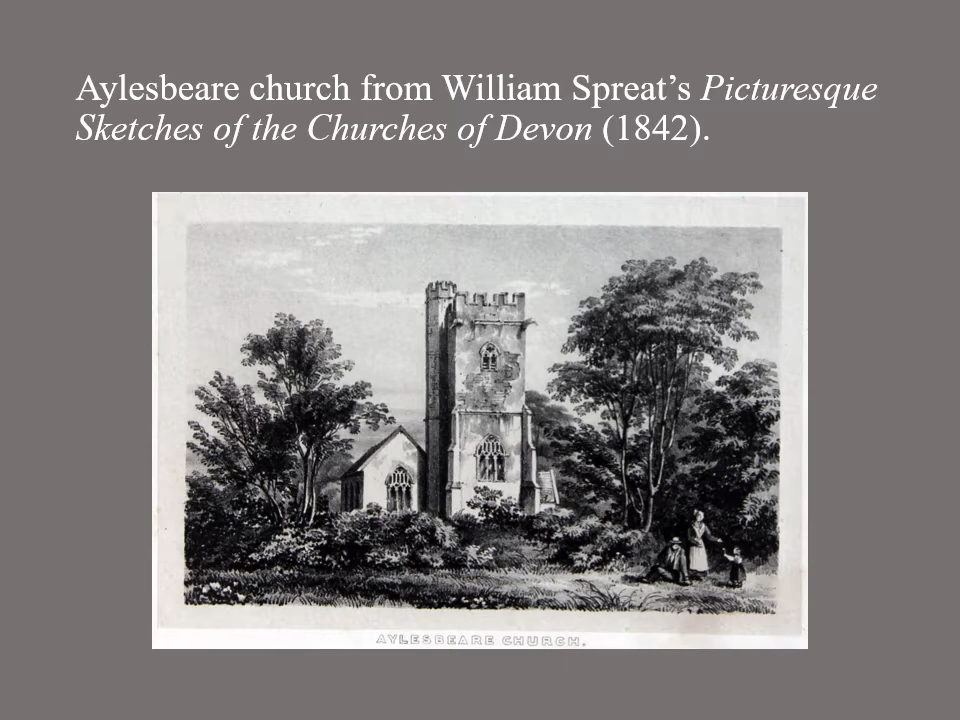 Aylesbeare church from William Spreat’s Picturesque
Sketches of the Churches of Devon (1842).
AYLESBEARE CHURCH.